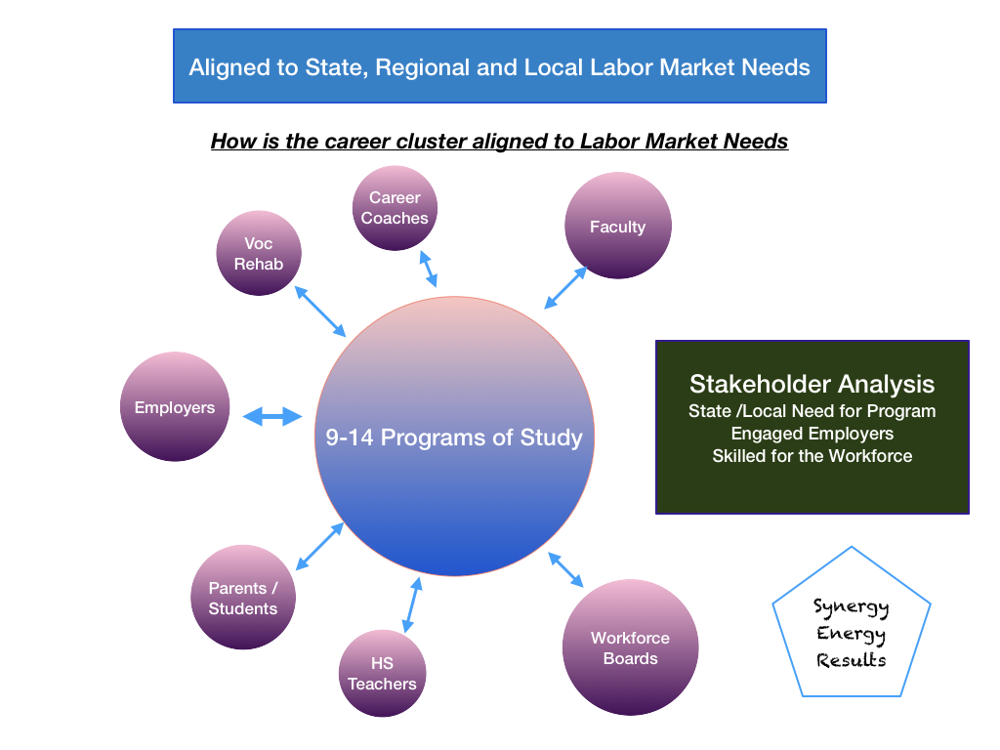 Aligned to State, Regional and Local Labor Market Needs
How is the career cluster aligned to Labor Market Needs
Career
Coaches
Faculty
Voc
Rehab
Employers
9-14 Programs of Study
Stakeholder Analysis
State /Local Need for Program
Engaged Employers
Skilled for the Workforce
Parents /
Students
HS
Teachers
Workforce
Boards
Synergy
Energy
Results